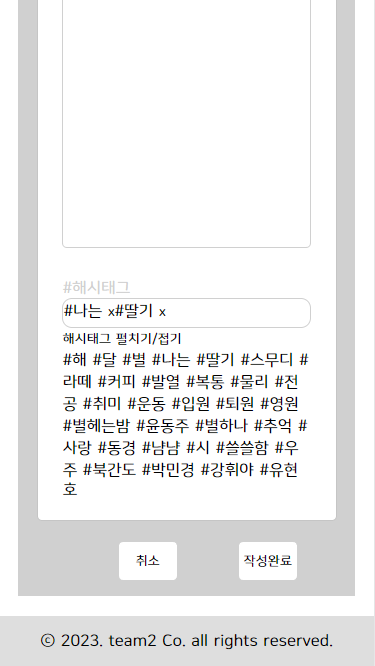 #해시태그
#나는 x#딸기 x
해시태그 펼치기/접기
#해 #달 #별 #나는 #딸기 #스무디 #
라떼 #커피 #발열 #복통 #물리 #전
공 #취미 #운동 #입원 #퇴원 #영원
#별헤는밤 #윤동주 #별하나 #추억 #
사랑 #동경 #냠냠 #시 #쓸쓸함 #우
주 #북간도 #박민경 #강휘야 #유현
호
취소 작성완료
ⓒ 2023. team2 Co. all rights reserved.